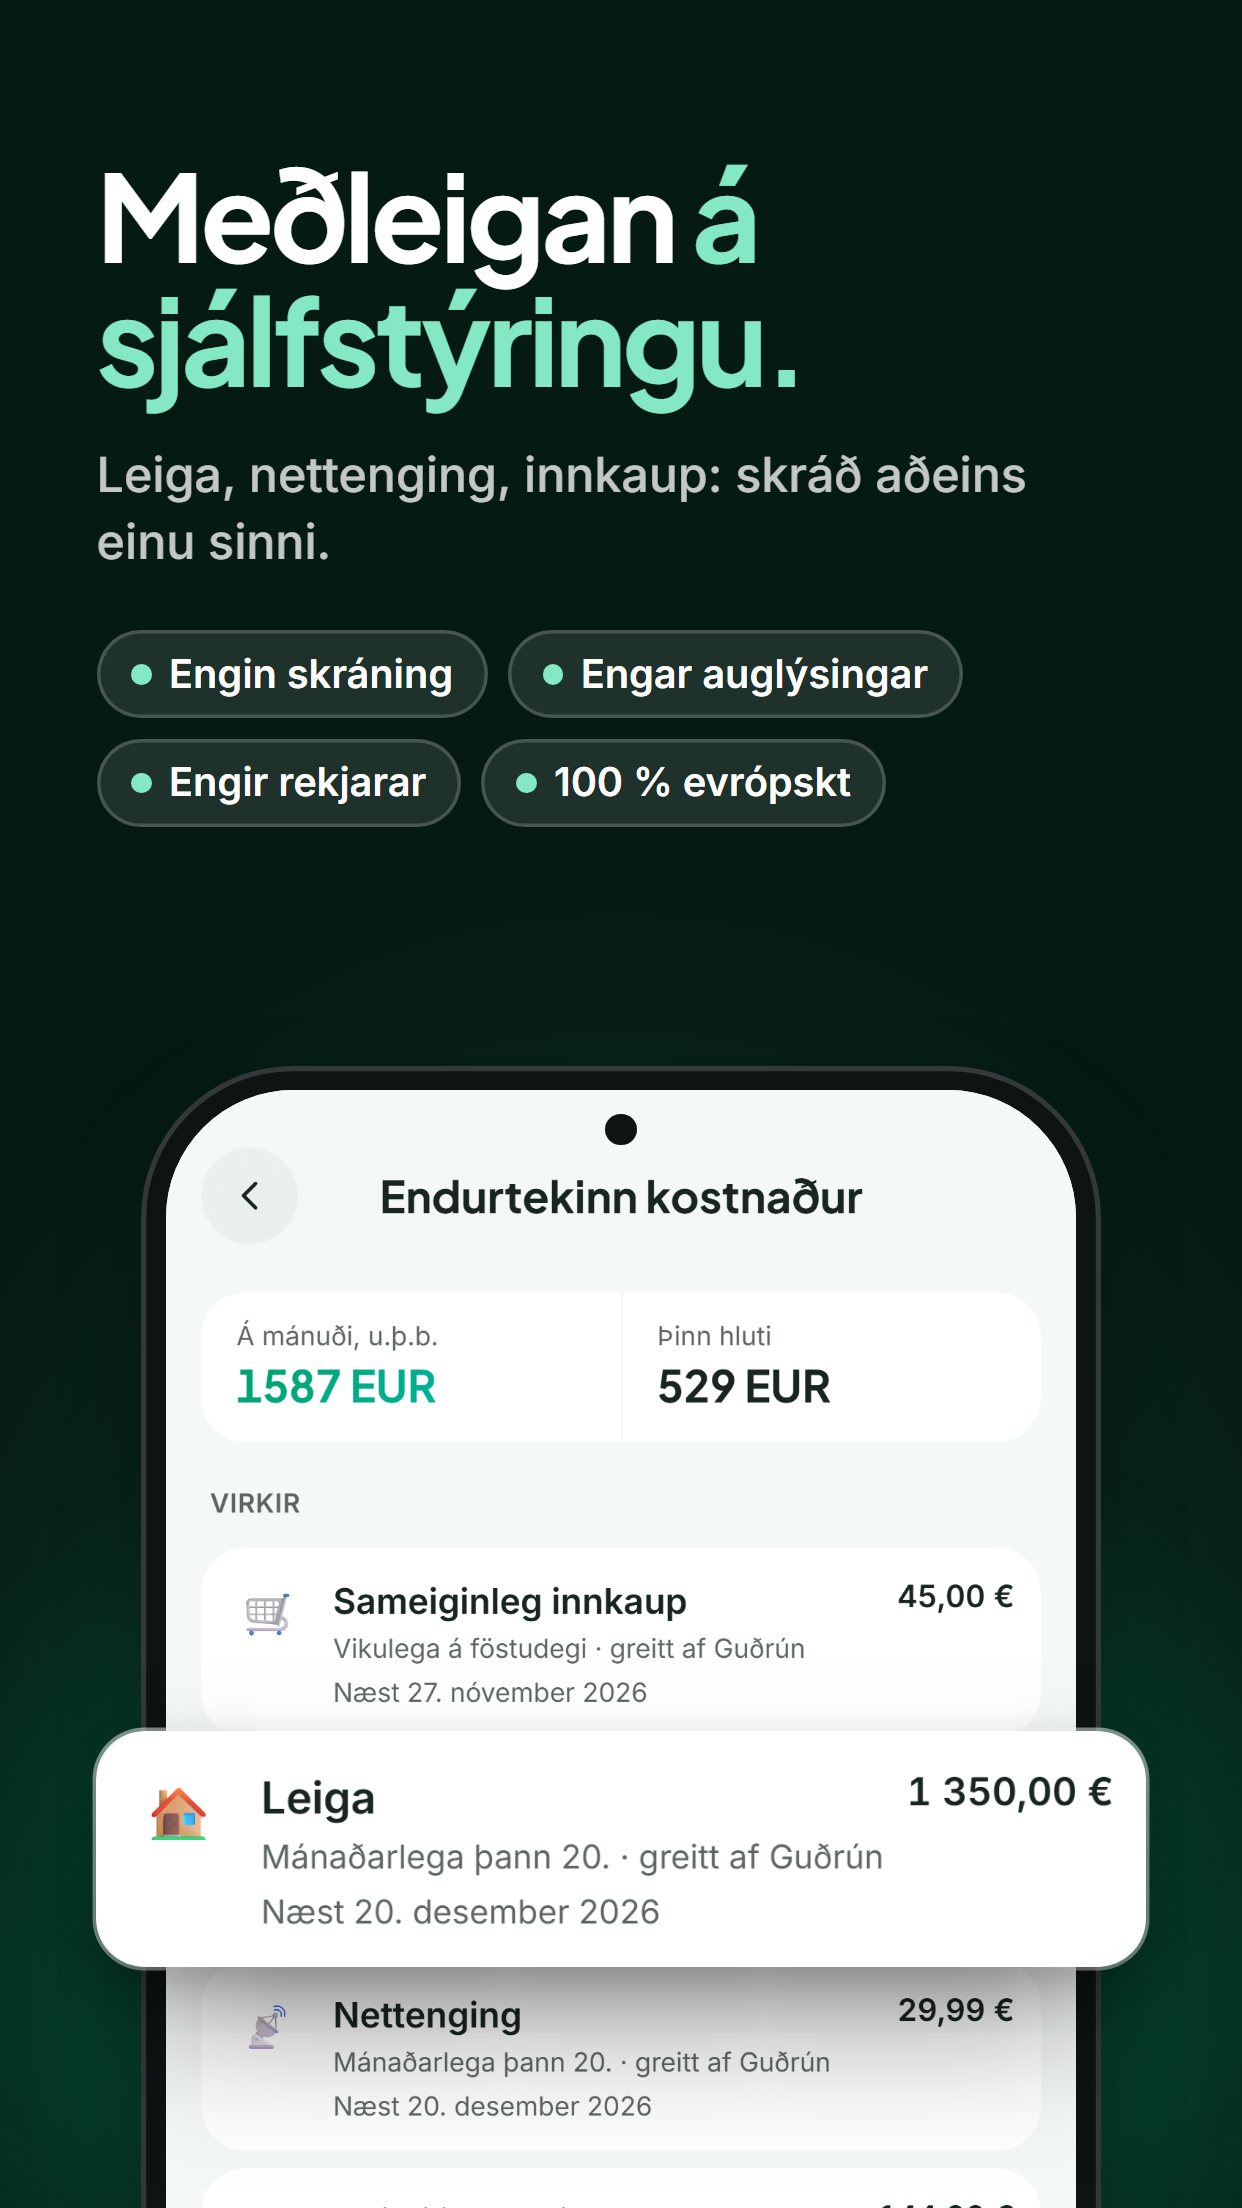 Meðleigan á
sjálfstýringu.
Leiga, nettenging, innkaup: skráð aðeins
einu sinni.
Engin skráning
Engar auglýsingar
Engir rekjarar
100 % evrópskt
Endurtekinn kostnaður
Á mánuði, u.þ.b.
1587 EUR
Þinn hluti
529 EUR
VIRKIR
Sameiginleg innkaup
45,00 €
Vikulega á föstudegi · greitt af Guðrún
Næst 27. nóvember 2026
Leiga
1 350,00 €
Mánaðarlega þann 20. · greitt af Guðrún
Næst 20. desember 2026
Nettenging
29,99 €
Mánaðarlega þann 20. · greitt af Guðrún
Næst 20. desember 2026